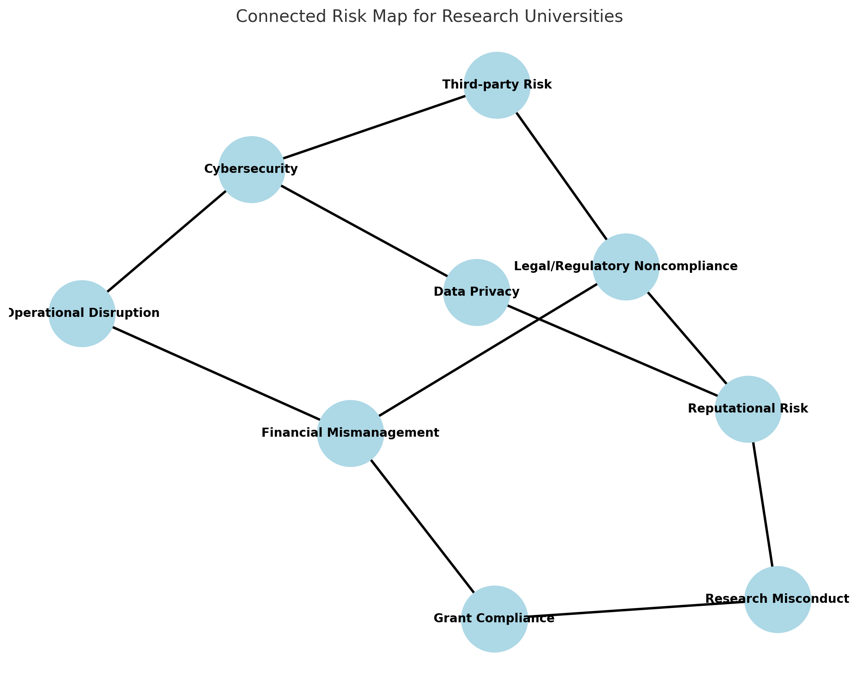 Connected Risk Map for Research Universities
Third-party Risk
Cybersecurity
Legal/Regulatory Noncompliance
Data Privacy
Operational Disruption
Reputational Risk
Financial Mismanagement
Research Misconduct
Grant Compliance